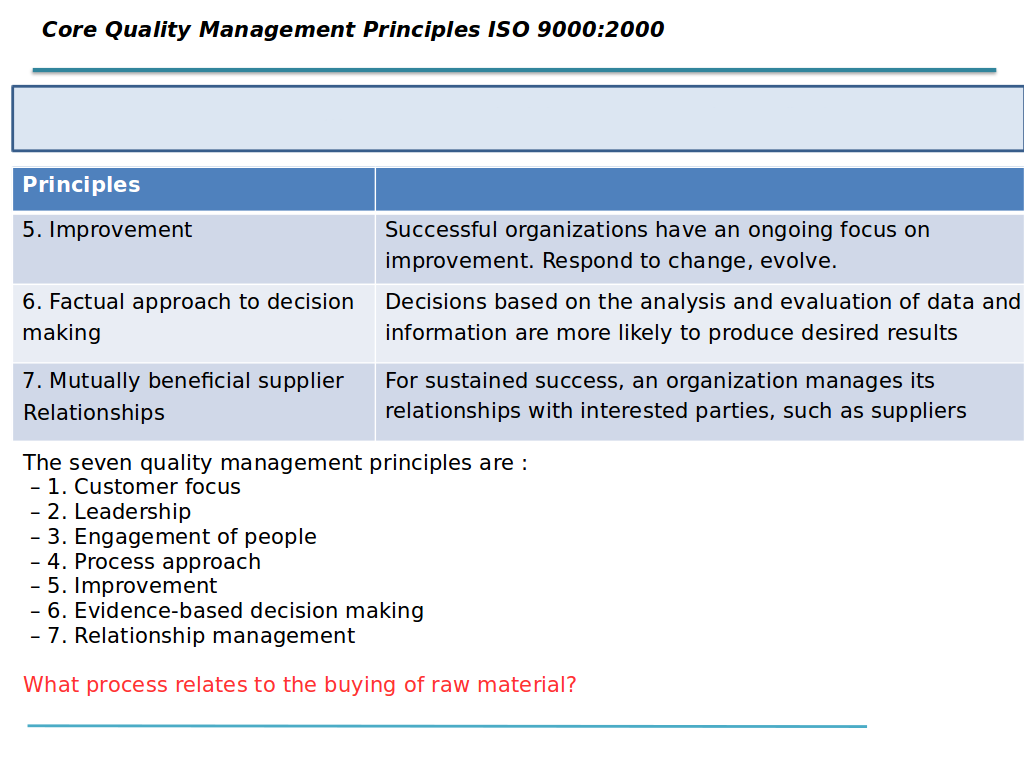 Core Quality Management Principles ISO 9000:2000
Principles
5. Improvement
Successful organizations have an ongoing focus on
improvement. Respond to change, evolve.
6. Factual approach to decision
making
Decisions based on the analysis and evaluation of data and
information are more likely to produce desired results
7. Mutually beneficial supplier
Relationships
For sustained success, an organization manages its
relationships with interested parties, such as suppliers
The seven quality management principles are :
– 1. Customer focus
– 2. Leadership
– 3. Engagement of people
– 4. Process approach
– 5. Improvement
– 6. Evidence-based decision making
– 7. Relationship management
What process relates to the buying of raw material?